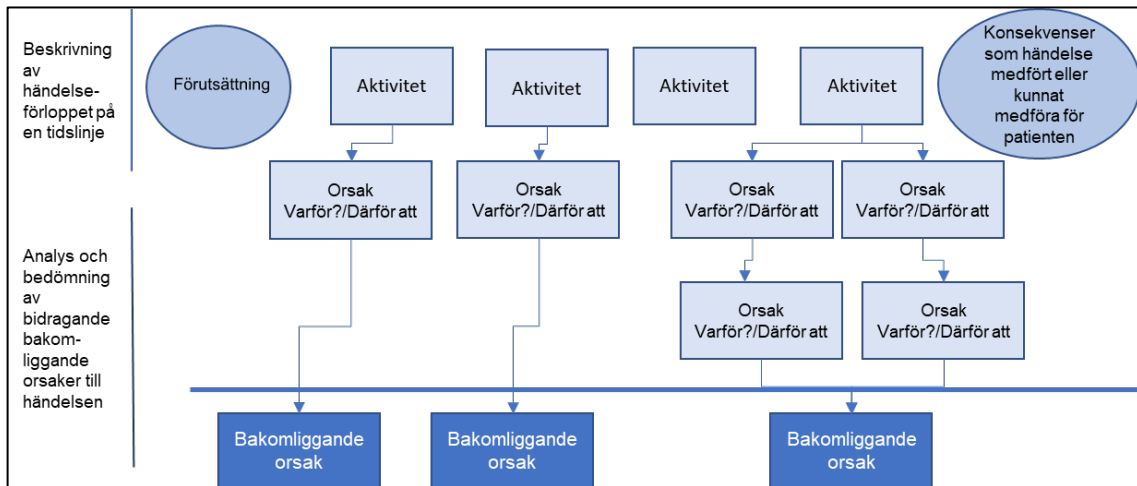 Beskrivning
av
händelse-
förloppet på
en tidslinje
Förutsättning
Aktivitet
Aktivitet
Aktivitet
Aktivitet
Konsekvenser
som händelse
medfört eller
kunnat
medföra för
patienten
Orsak
Varför?/Därför att
Orsak
Varför?/Därför att
Orsak
Varför?/Därför att
Orsak
Varför?/Därför att
Analys och
bedömning
av
bidragande
bakom-
liggande
orsaker till
händelsen
Orsak
Varför?/Därför att
Orsak
Varför?/Därför att
Bakomliggande
orsak
Bakomliggande
orsak
Bakomliggande
orsak